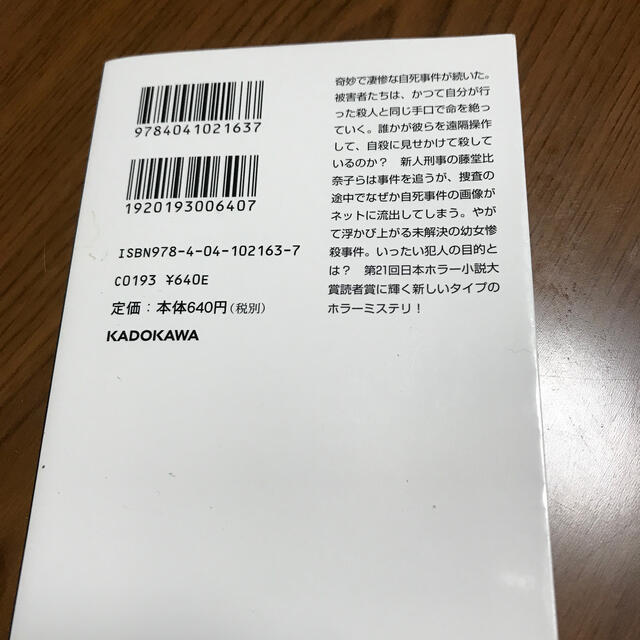 9784041021637
1920193006407
ISBN978-4-04-102163-7
C0193 ¥640E
定価：本体640円（税別）
KADOKAWA
奇妙で凄惨な自死事件が続いた。
被害者たちは、かつて自分が行
った殺人と同じ手口で命を絶っ
ていく。誰かが彼らを遠隔操作
して、自殺に見せかけて殺して
いるのか？　新人刑事の藤堂比
奈子らは事件を追うが、捜査の
途中でなぜか自死事件の画像が
ネットに流出してしまう。やが
て浮かび上がる未解決の幼女惨
殺事件。いったい犯人の目的と
は？　第21回日本ホラー小説大
賞読者賞に輝く新しいタイプの
ホラーミステリ！